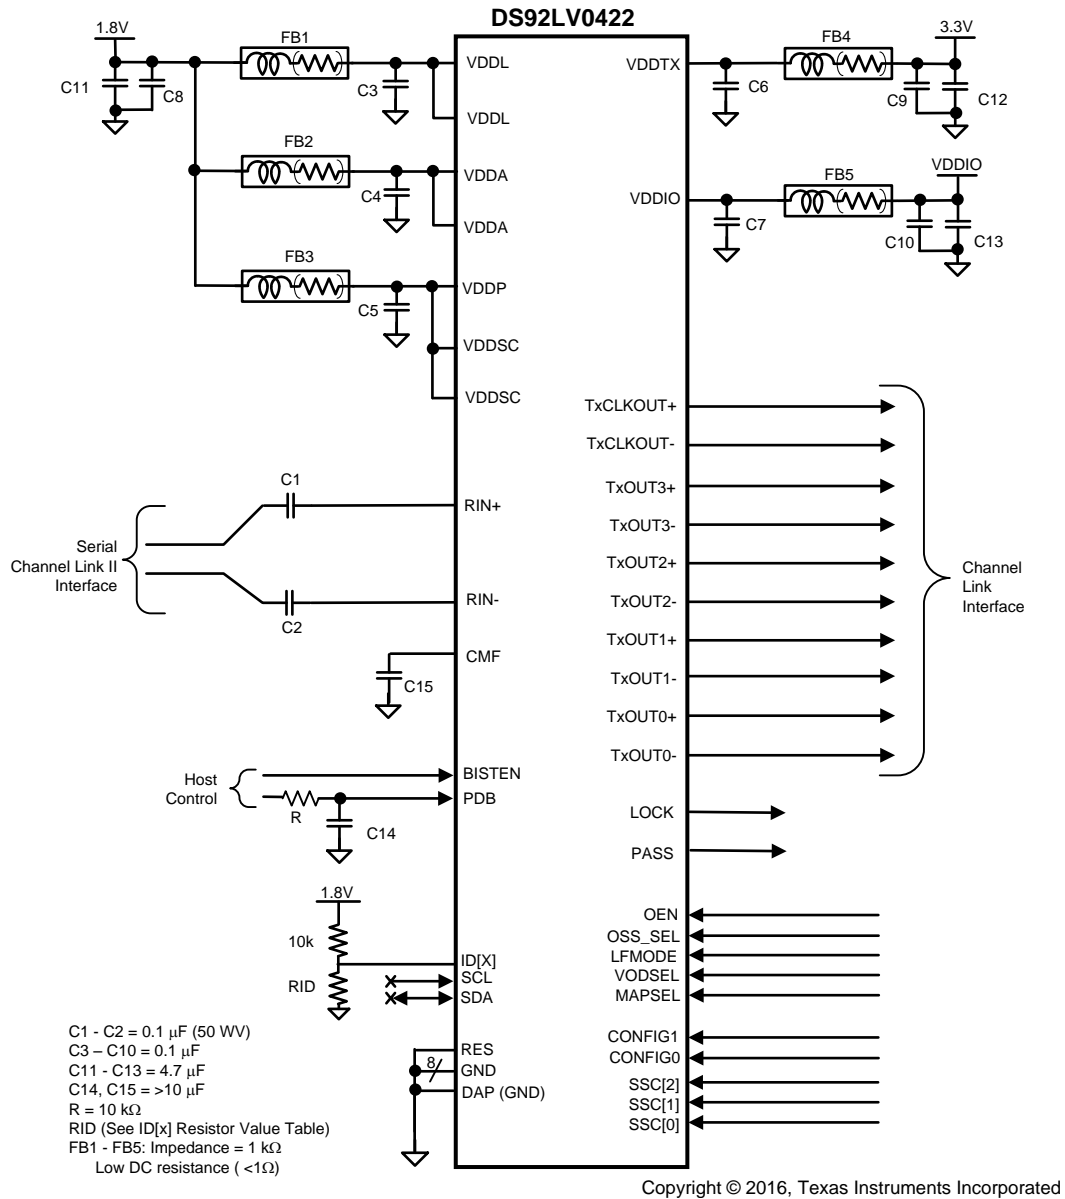 DS92LV0422
1.8V
FB1
C11
C8
C3
VDDL
VDDL
FB2
C4
VDDA
VDDA
FB3
C5
VDDP
VDDSC
VDDSC
VDDTX
C6
FB4
3.3V
C9
C12
VDDIO
C7
FB5
VDDIO
C10
C13
Serial
Channel Link II
Interface
C1
RIN+
C2
RIN-
CMF
C15
Host
Control
BISTEN
R
PDB
C14
1.8V
10k
RID
ID[X]
SCL
SDA
RES
8
GND
DAP (GND)
TxCLKOUT+
TxCLKOUT-
TxOUT3+
TxOUT3-
TxOUT2+
TxOUT2-
TxOUT1+
TxOUT1-
TxOUT0+
TxOUT0-
Channel
Link
Interface
LOCK
PASS
OEN
OSS_SEL
LFMODE
VODSEL
MAPSEL
CONFIG1
CONFIG0
SSC[2]
SSC[1]
SSC[0]
C1 - C2 = 0.1 μF (50 WV)
C3 – C10 = 0.1 μF
C11 - C13 = 4.7 μF
C14, C15 = >10 μF
R = 10 kΩ
RID (See ID[x] Resistor Value Table)
FB1 - FB5: Impedance = 1 kΩ
Low DC resistance ( <1Ω)
Copyright © 2016, Texas Instruments Incorporated